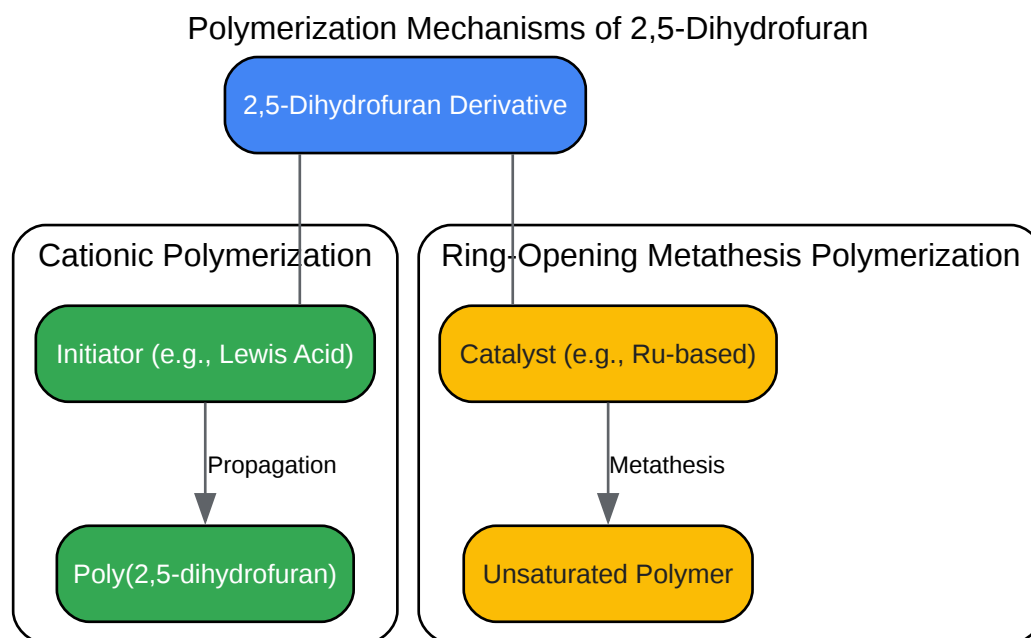 Polymerization Mechanisms of 2,5-Dihydrofuran
2,5-Dihydrofuran Derivative
Cationic Polymerization
Initiator (e.g., Lewis Acid)
Propagation
Poly(2,5-dihydrofuran)
Ring-Opening Metathesis Polymerization
Catalyst (e.g., Ru-based)
Metathesis
Unsaturated Polymer